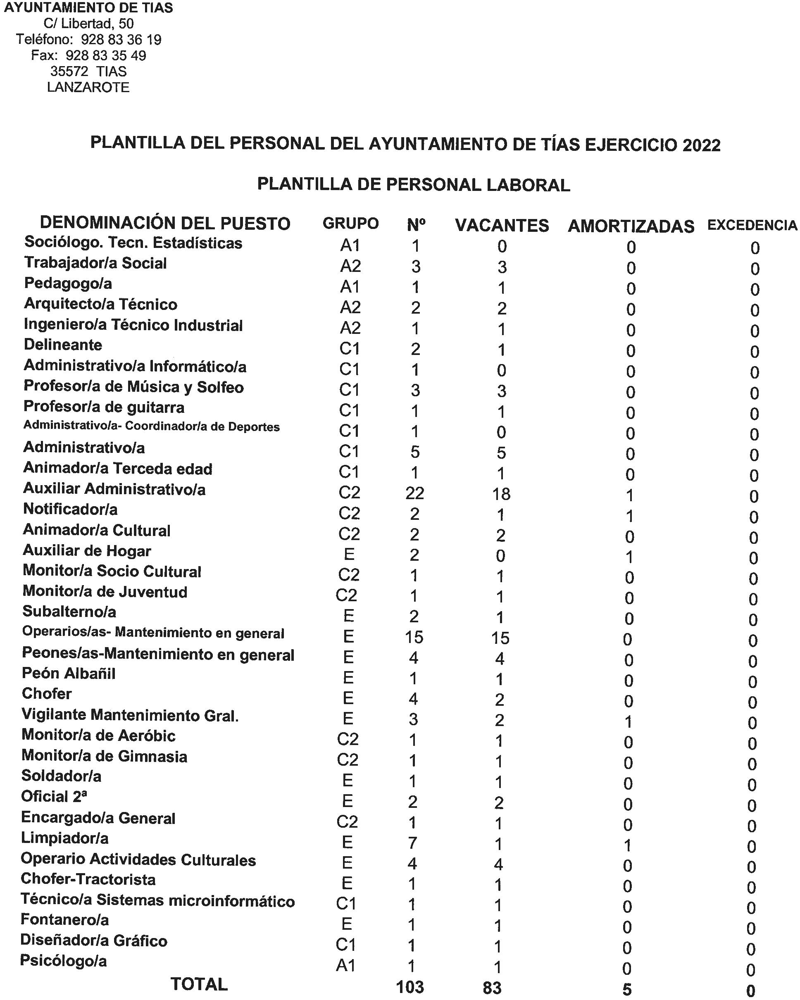 AYUNTAMIENTO DE TIAS
C/ Libertad, 50
Teléfono: 928 83 36 19
Fax: 928 83 35 49
35572 TIAS
LANZAROTE
PLANTILLA DEL PERSONAL DEL AYUNTAMIENTO DE TÍAS EJERCICIO 2022
PLANTILLA DE PERSONAL LABORAL
DENOMINACIÓN DEL PUESTO GRUPO Nº VACANTES AMORTIZADAS EXCEDENCIA
Sociólogo. Tecn. Estadísticas A1 1 0 0 0
Trabajador/a Social A2 3 3 0 0
Pedagogo/a A1 1 1 0 0
Arquitecto/a Técnico A2 2 2 0 0
Ingeniero/a Técnico Industrial A2 1 1 0 0
Delineante C1 2 1 0 0
Administrativo/a Informático/a C1 1 0 0 0
Profesor/a de Música y Solfeo C1 3 3 0 0
Profesor/a de guitarra C1 1 1 0 0
Administrativo/a- Coordinador/a de Deportes C1 1 0 0 0
Administrativo/a C1 5 5 0 0
Animador/a Terceda edad C1 1 1 0 0
Auxiliar Administrativo/a C2 22 18 1 0
Notificador/a C2 2 1 1 0
Animador/a Cultural C2 2 2 0 0
Auxiliar de Hogar E 2 0 1 0
Monitor/a Socio Cultural C2 1 1 0 0
Monitor/a de Juventud C2 1 1 0 0
Subalterno/a E 2 1 0 0
Operarios/as- Mantenimiento en general E 15 15 0 0
Peones/as-Mantenimiento en general E 4 4 0 0
Peón Albañil E 1 1 0 0
Chofer E 4 2 0 0
Vigilante Mantenimiento Gral. E 3 2 1 0
Monitor/a de Aeróbic C2 1 1 0 0
Monitor/a de Gimnasia C2 1 1 0 0
Soldador/a E 1 1 0 0
Oficial 2ª E 2 2 0 0
Encargado/a General C2 1 1 0 0
Limpiador/a E 7 1 1 0
Operario Actividades Culturales E 4 4 0 0
Chofer-Tractorista E 1 1 0 0
Técnico/a Sistemas microinformático C1 1 1 0 0
Fontanero/a E 1 1 0 0
Diseñador/a Gráfico C1 1 1 0 0
Psicólogo/a A1 1 1 0 0
TOTAL 103 83 5 0